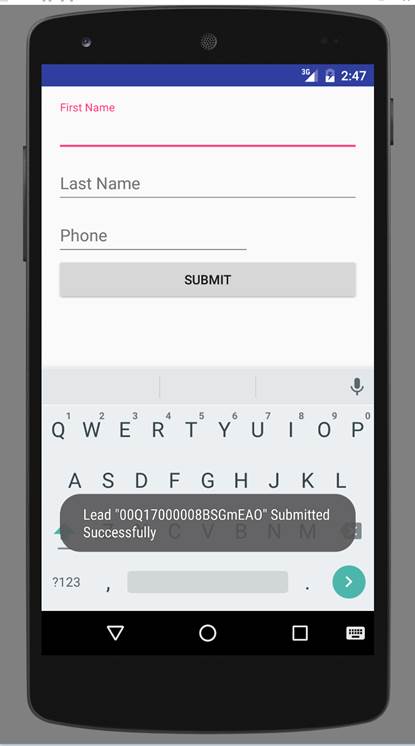 3G 2:47
First Name
Last Name
Phone
SUBMIT
1 2 3 4 5 6 7 8 9 0
Q W E R T Y U I O P
A S D F G H J K L
Lead "00Q17000008BSGmEAO" Submitted
Successfully
C V B N M
?123 , .